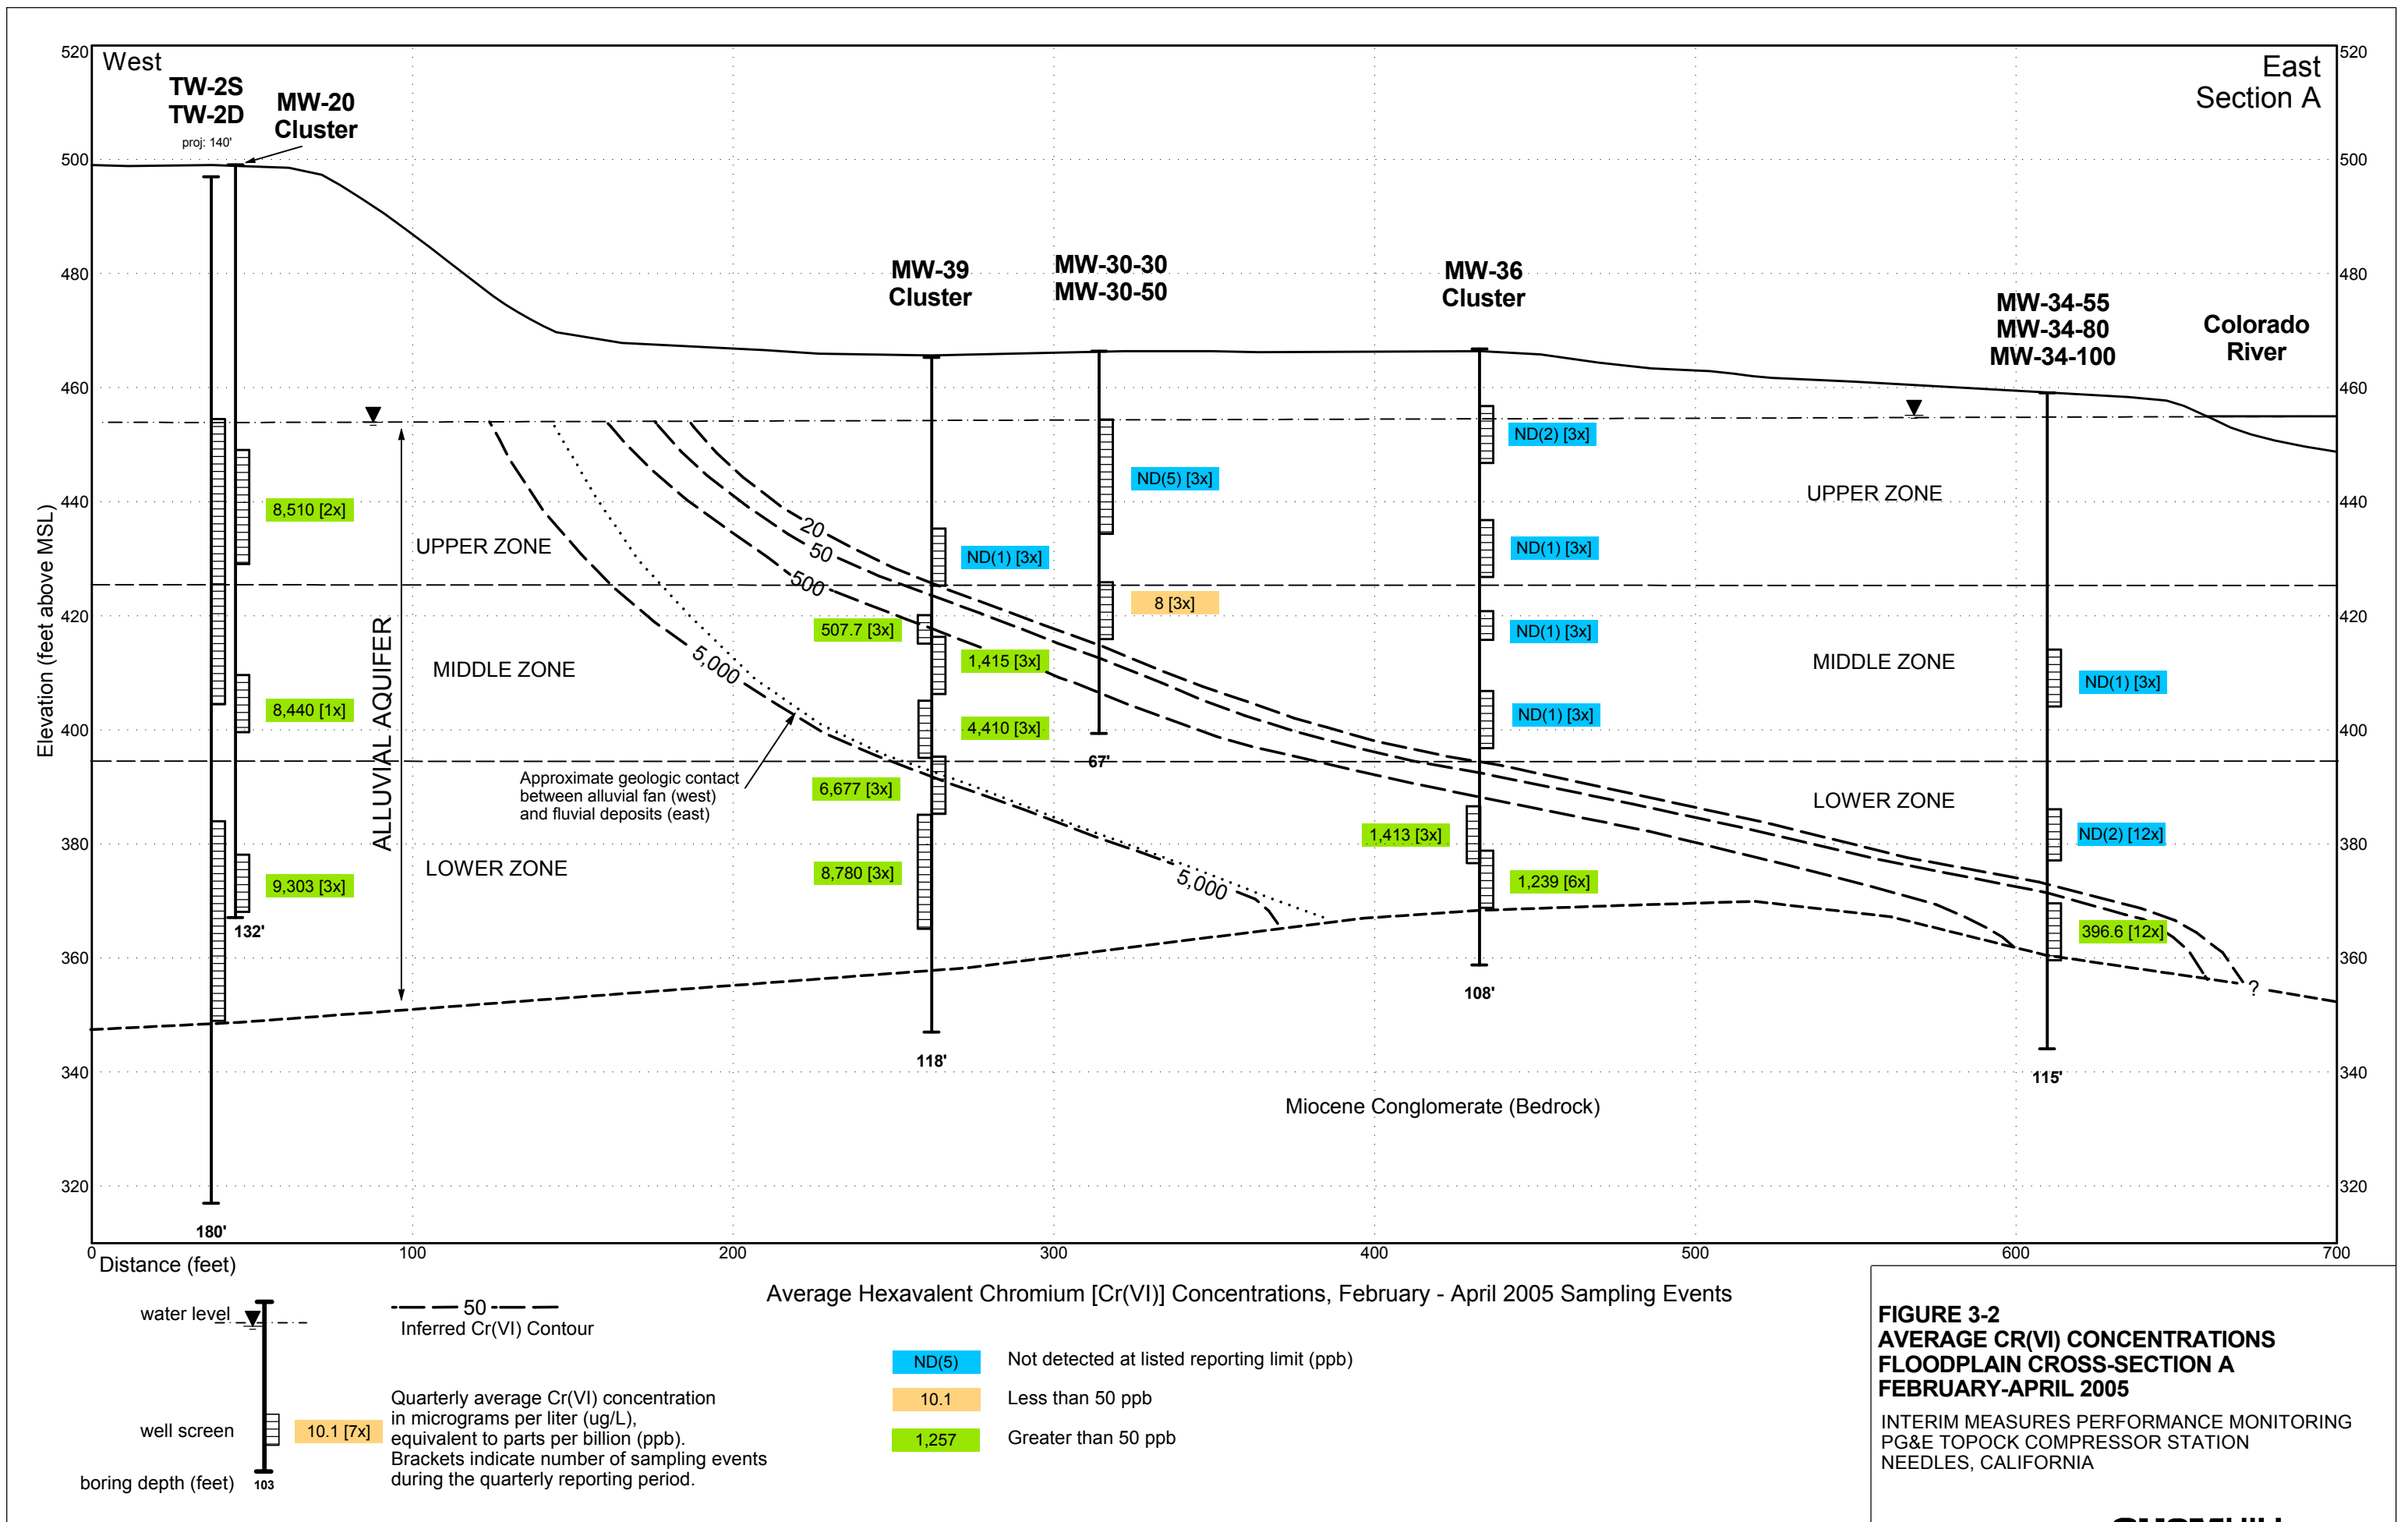 West
East
Section A
TW-2S
TW-2D
proj: 140'
MW-20
Cluster
MW-39
Cluster
MW-30-30
MW-30-50
MW-36
Cluster
MW-34-55
MW-34-80
MW-34-100
Colorado
River
520
500
480
460
440
420
400
380
360
340
320
520
500
480
460
440
420
400
380
360
340
320
Elevation (feet above MSL)
ALLUVIAL AQUIFER
UPPER ZONE
MIDDLE ZONE
LOWER ZONE
UPPER ZONE
MIDDLE ZONE
LOWER ZONE
8,510 [2x]
8,440 [1x]
9,303 [3x]
132'
180'
20
50
500
5,000
5,000
Approximate geologic contact
between alluvial fan (west)
and fluvial deposits (east)
ND(1) [3x]
507.7 [3x]
1,415 [3x]
4,410 [3x]
6,677 [3x]
8,780 [3x]
118'
ND(5) [3x]
8 [3x]
67'
ND(2) [3x]
ND(1) [3x]
ND(1) [3x]
ND(1) [3x]
1,413 [3x]
1,239 [6x]
108'
ND(1) [3x]
ND(2) [12x]
396.6 [12x]
115'
?
Miocene Conglomerate (Bedrock)
0
100
200
300
400
500
600
700
Distance (feet)
Average Hexavalent Chromium [Cr(VI)] Concentrations, February - April 2005 Sampling Events
water level
well screen
boring depth (feet)
103
10.1 [7x]
50
Inferred Cr(VI) Contour
Quarterly average Cr(VI) concentration
in micrograms per liter (ug/L),
equivalent to parts per billion (ppb).
Brackets indicate number of sampling events
during the quarterly reporting period.
ND(5) Not detected at listed reporting limit (ppb)
10.1 Less than 50 ppb
1,257 Greater than 50 ppb
FIGURE 3-2
AVERAGE CR(VI) CONCENTRATIONS
FLOODPLAIN CROSS-SECTION A
FEBRUARY-APRIL 2005
INTERIM MEASURES PERFORMANCE MONITORING
PG&E TOPOCK COMPRESSOR STATION
NEEDLES, CALIFORNIA